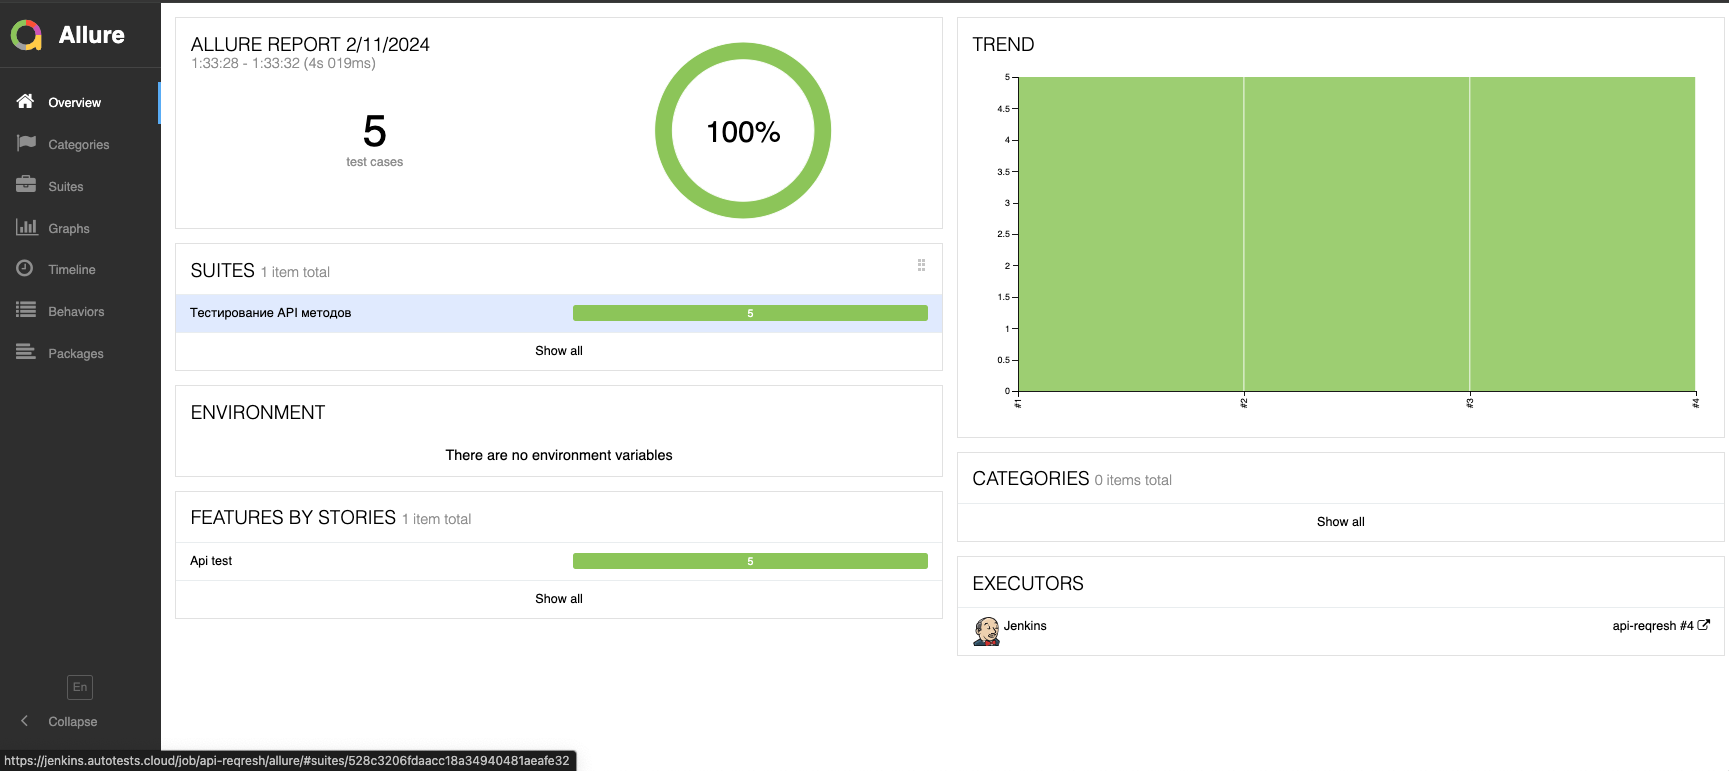 Allure
Overview
Categories
Suites
Graphs
Timeline
Behaviors
Packages
En
Collapse
ALLURE REPORT 2/11/2024
1:33:28 - 1:33:32 (4s 019ms)
5
test cases
100%
SUITES 1 item total
Тестирование API методов 5
Show all
ENVIRONMENT
There are no environment variables
FEATURES BY STORIES 1 item total
Api test 5
Show all
TREND
5
4.5
4
3.5
3
2.5
2
1.5
1
0.5
0
#1
#2
#3
#4
CATEGORIES 0 items total
Show all
EXECUTORS
Jenkins api-reqresh #4
https://jenkins.autotests.cloud/job/api-reqresh/allure/#suites/528c3206fdaacc18a34940481aeafe32